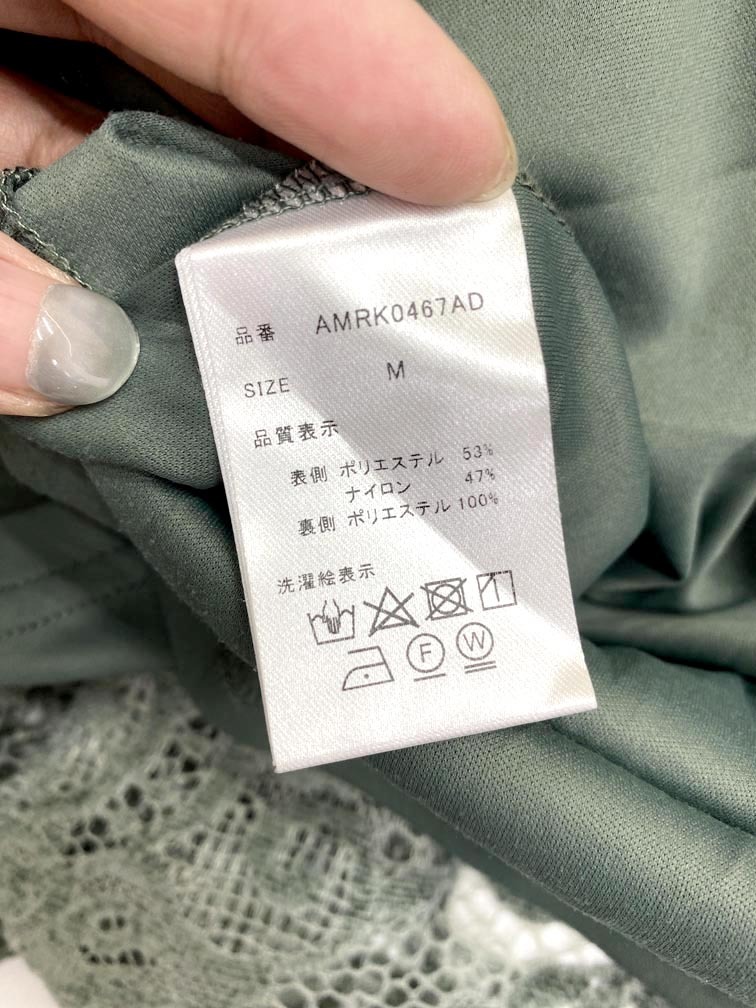 品番 AMRK0467AD
SIZE M
品質表示
表側 ポリエステル 53%
ナイロン 47%
裏側 ポリエステル 100%
洗濯絵表示
F W